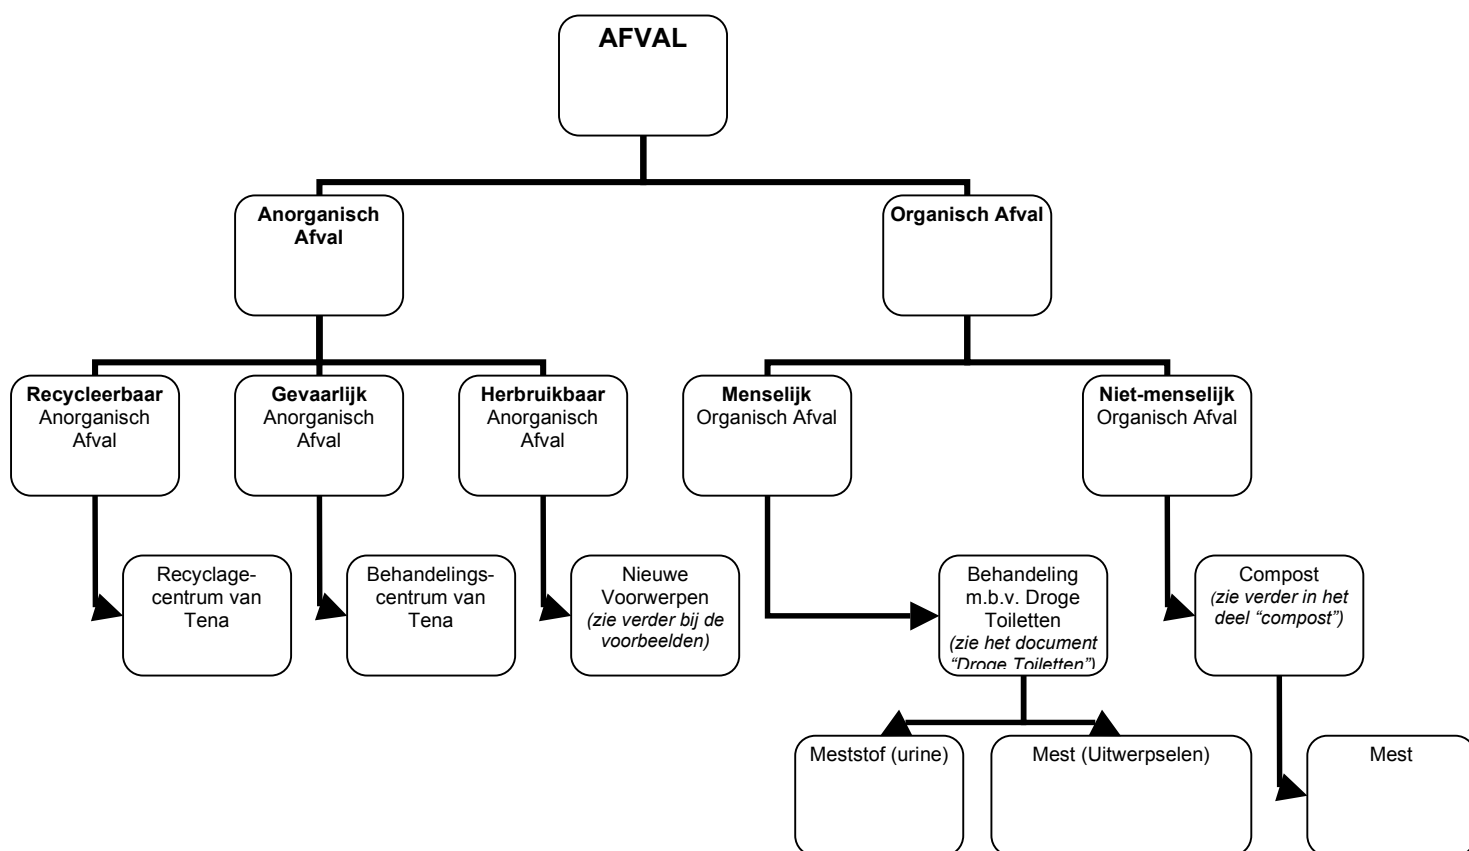 AFVAL
Anorganisch
Afval
Organisch Afval
Recycleerbaar
Anorganisch
Afval
Gevaarlijk
Anorganisch
Afval
Herbruikbaar
Anorganisch
Afval
Menselijk
Organisch Afval
Niet-menselijk
Organisch Afval
Recyclage-
centrum van
Tena
Behandelings-
centrum van
Tena
Nieuwe
Voorwerpen
(zie verder bij de
voorbeelden)
Behandeling
m.b.v. Droge
Toiletten
(zie het document
“Droge Toiletten”)
Compost
(zie verder in het
deel “compost”)
Meststof (urine)
Mest (Uitwerpselen)
Mest